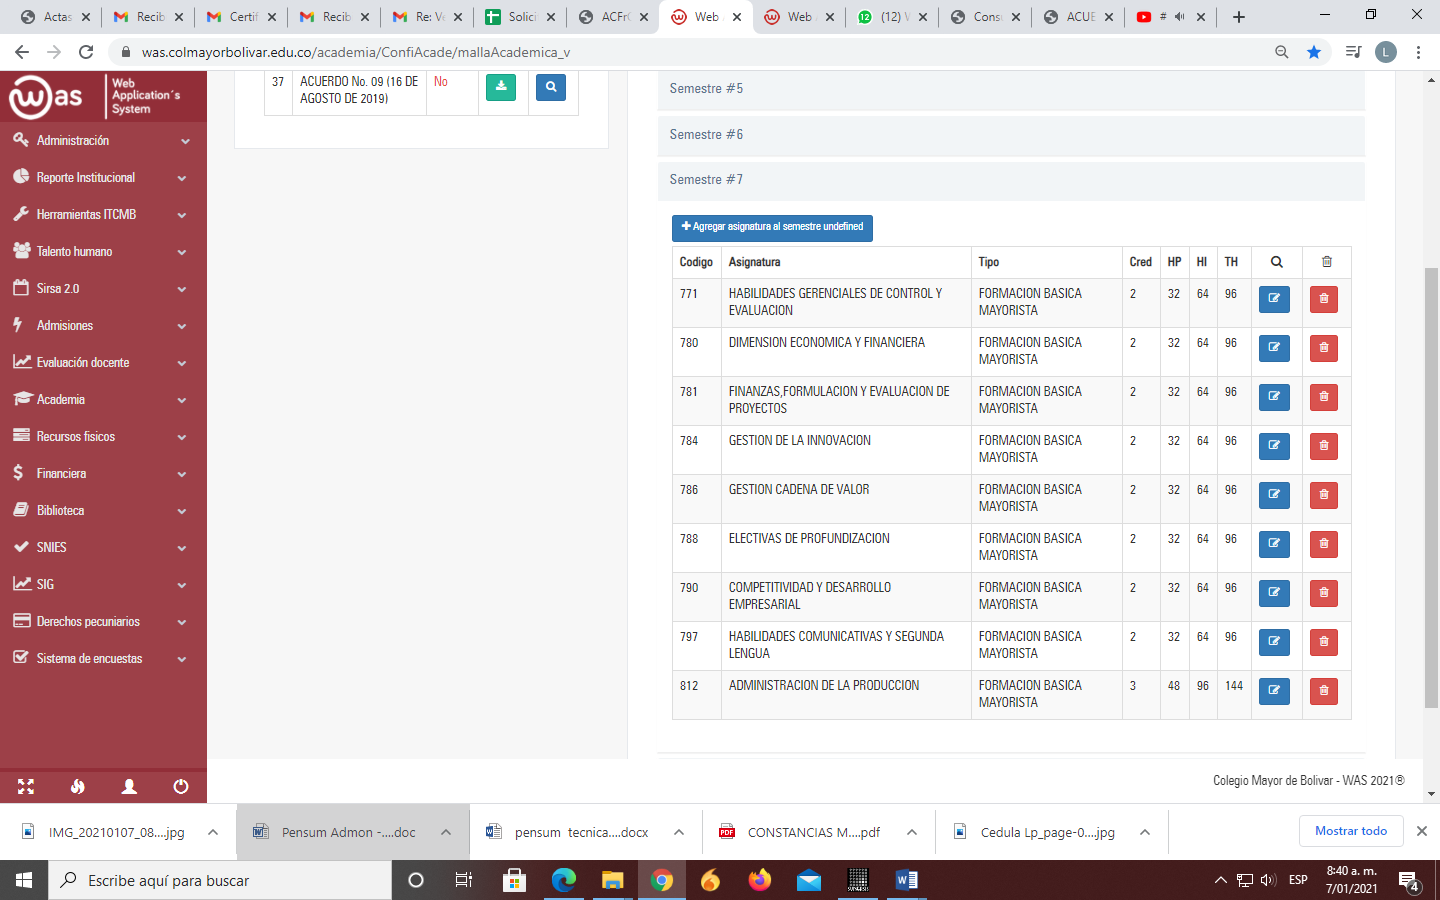 Actas
Recib
Certif
Recib
Re: Ve
Solici
ACFrC
Web
Web
(12)
Consu
ACUE
#
was.colmayorbolivar.edu.co/academia/ConfiAcade/mallaAcademica_v
L
was
Web
Application´s
System
Administración
Reporte Institucional
Herramientas ITCMB
Talento humano
Sirsa 2.0
Admisiones
Evaluación docente
Academia
Recursos fisicos
Financiera
Biblioteca
SNIES
SIG
Derechos pecuniarios
Sistema de encuestas
37 ACUERDO No. 09 (16 DE No
AGOSTO DE 2019)
Semestre #5
Semestre #6
Semestre #7
Agregar asignatura al semestre undefined
Codigo Asignatura Tipo Cred HP HI TH
771 HABILIDADES GERENCIALES DE CONTROL Y FORMACION BASICA 2 32 64 96
EVALUACION MAYORISTA
780 DIMENSION ECONOMICA Y FINANCIERA FORMACION BASICA 2 32 64 96
MAYORISTA
781 FINANZAS,FORMULACION Y EVALUACION DE FORMACION BASICA 2 32 64 96
PROYECTOS MAYORISTA
784 GESTION DE LA INNOVACION FORMACION BASICA 2 32 64 96
MAYORISTA
786 GESTION CADENA DE VALOR FORMACION BASICA 2 32 64 96
MAYORISTA
788 ELECTIVAS DE PROFUNDIZACION FORMACION BASICA 2 32 64 96
MAYORISTA
790 COMPETITIVIDAD Y DESARROLLO FORMACION BASICA 2 32 64 96
EMPRESARIAL MAYORISTA
797 HABILIDADES COMUNICATIVAS Y SEGUNDA FORMACION BASICA 2 32 64 96
LENGUA MAYORISTA
812 ADMINISTRACION DE LA PRODUCCION FORMACION BASICA 3 48 96 144
MAYORISTA
Colegio Mayor de Bolivar - WAS 2021®
IMG_20210107_08....jpg
Pensum Admon -....doc
pensum tecnica....docx
CONSTANCIAS M....pdf
Cedula Lp_page-0....jpg
Mostrar todo
Escribe aquí para buscar
ESP
8:40 a. m.
7/01/2021
4